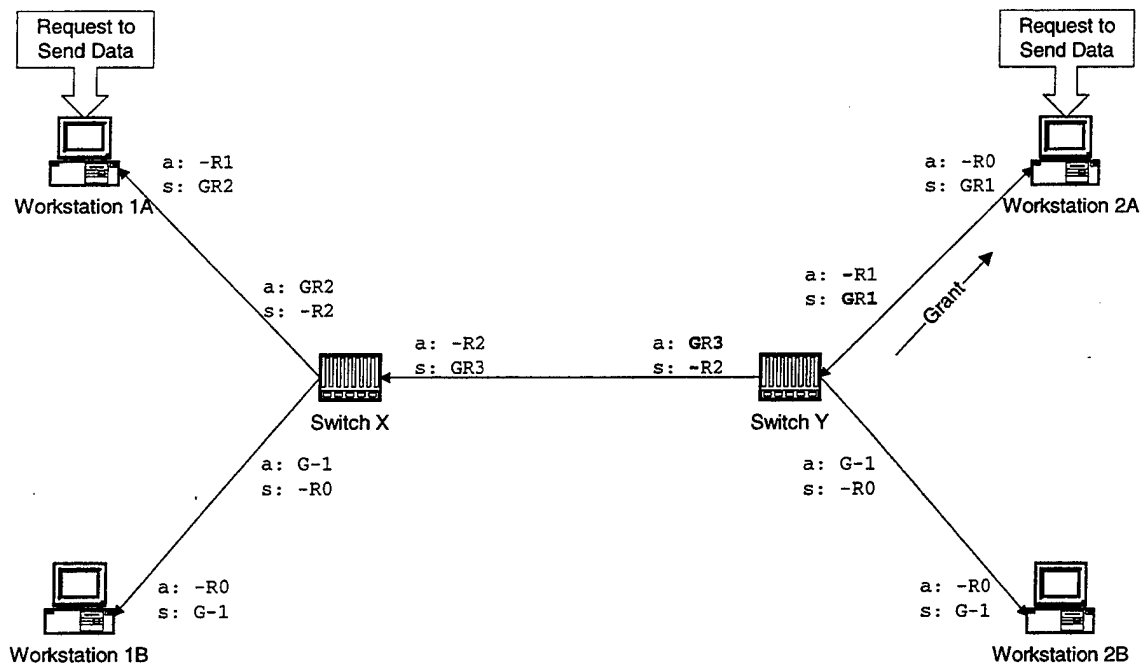 Request to
Send Data
Request to
Send Data
a: -R1
s: GR2
Workstation 1A
a: -R0
s: GR1
Workstation 2A
a: GR2
s: -R2
a: -R1
s: GR1
Grant
a: -R2
s: GR3
a: GR3
s: -R2
Switch X
Switch Y
a: G-1
s: -R0
a: G-1
s: -R0
a: -R0
s: G-1
a: -R0
s: G-1
Workstation 1B
Workstation 2B